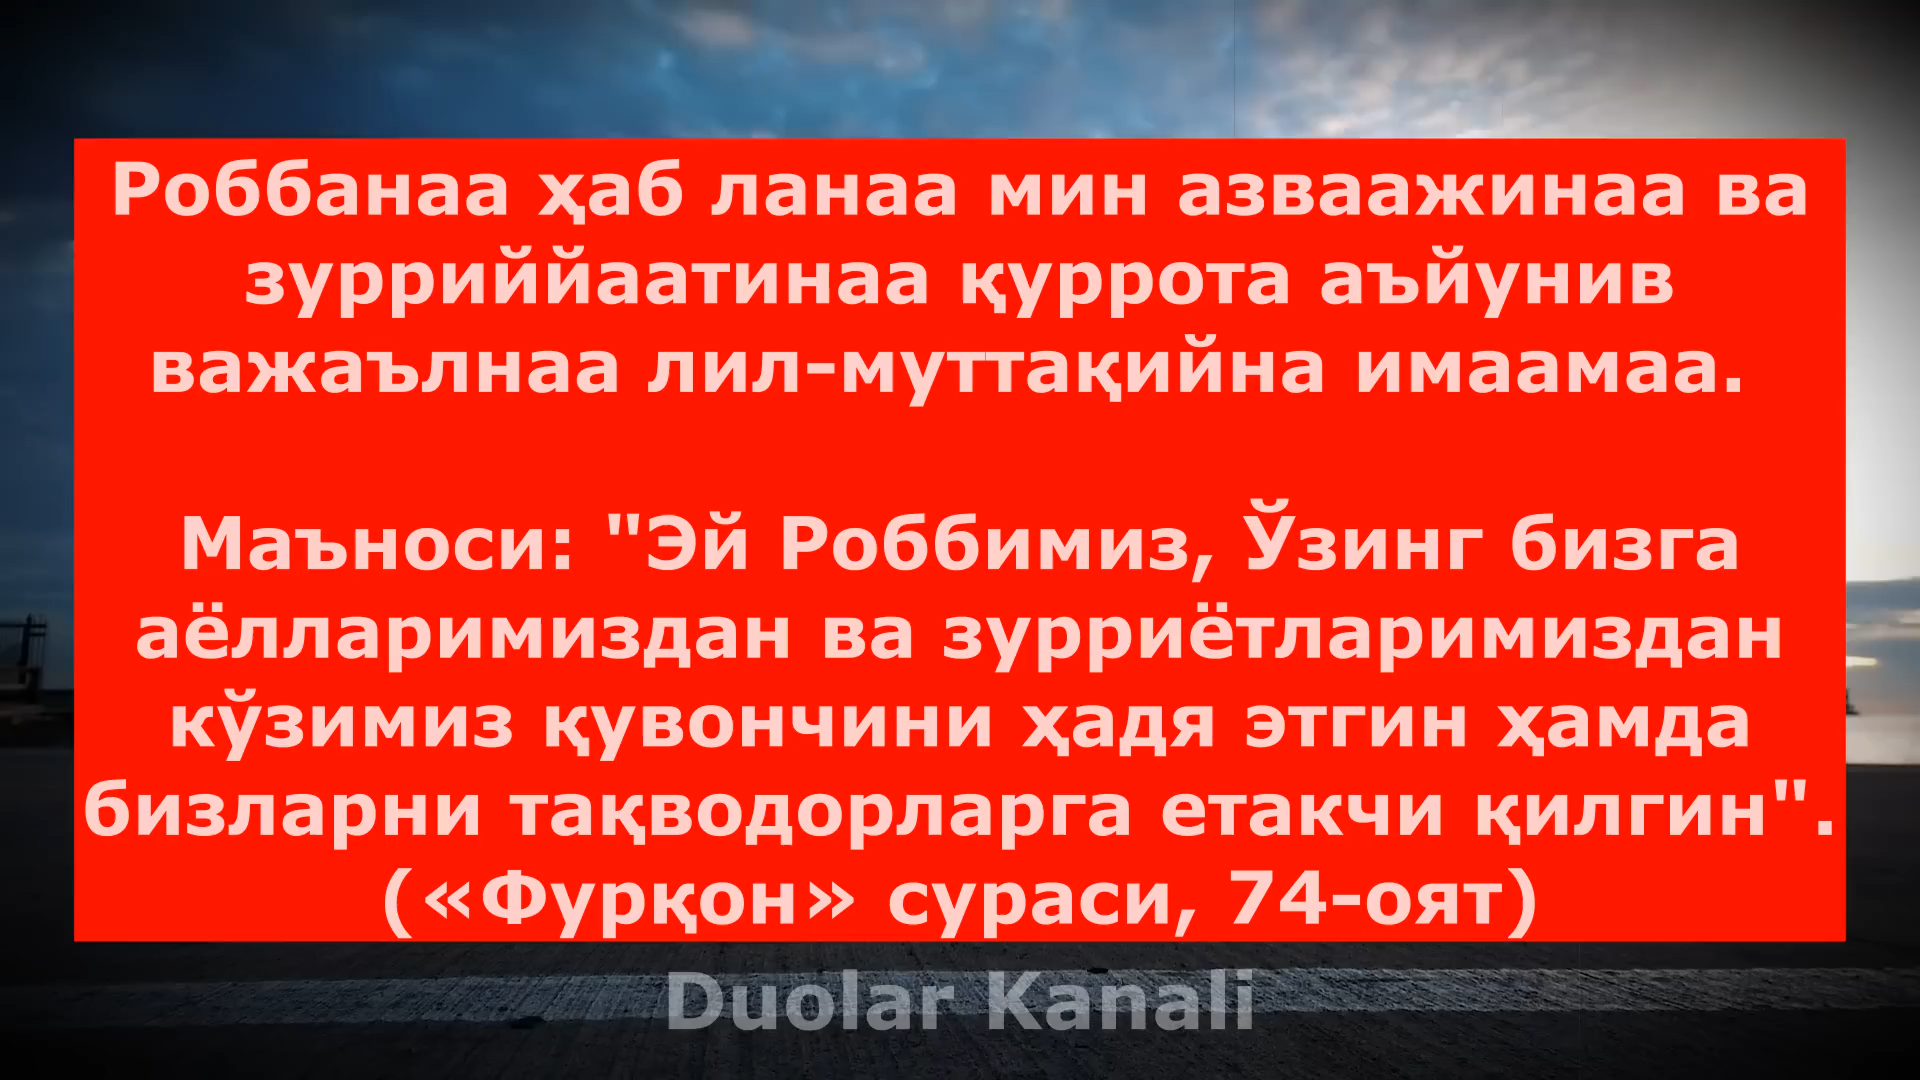 Роббанаа ҳаб ланаа мин азваажинаа ва
зурриййаатинаа қуррота аъйунив
важаълнаа лил-муттақийна имаамаа.
Маъноси: "Эй Роббимиз, Ўзинг бизга
аёлларимиздан ва зурриётларимиздан
кўзимиз қувончини ҳадя этгин ҳамда
бизларни тақводорларга етакчи қилгин".
(«Фурқон» сураси, 74-оят)
Duolar Kanali